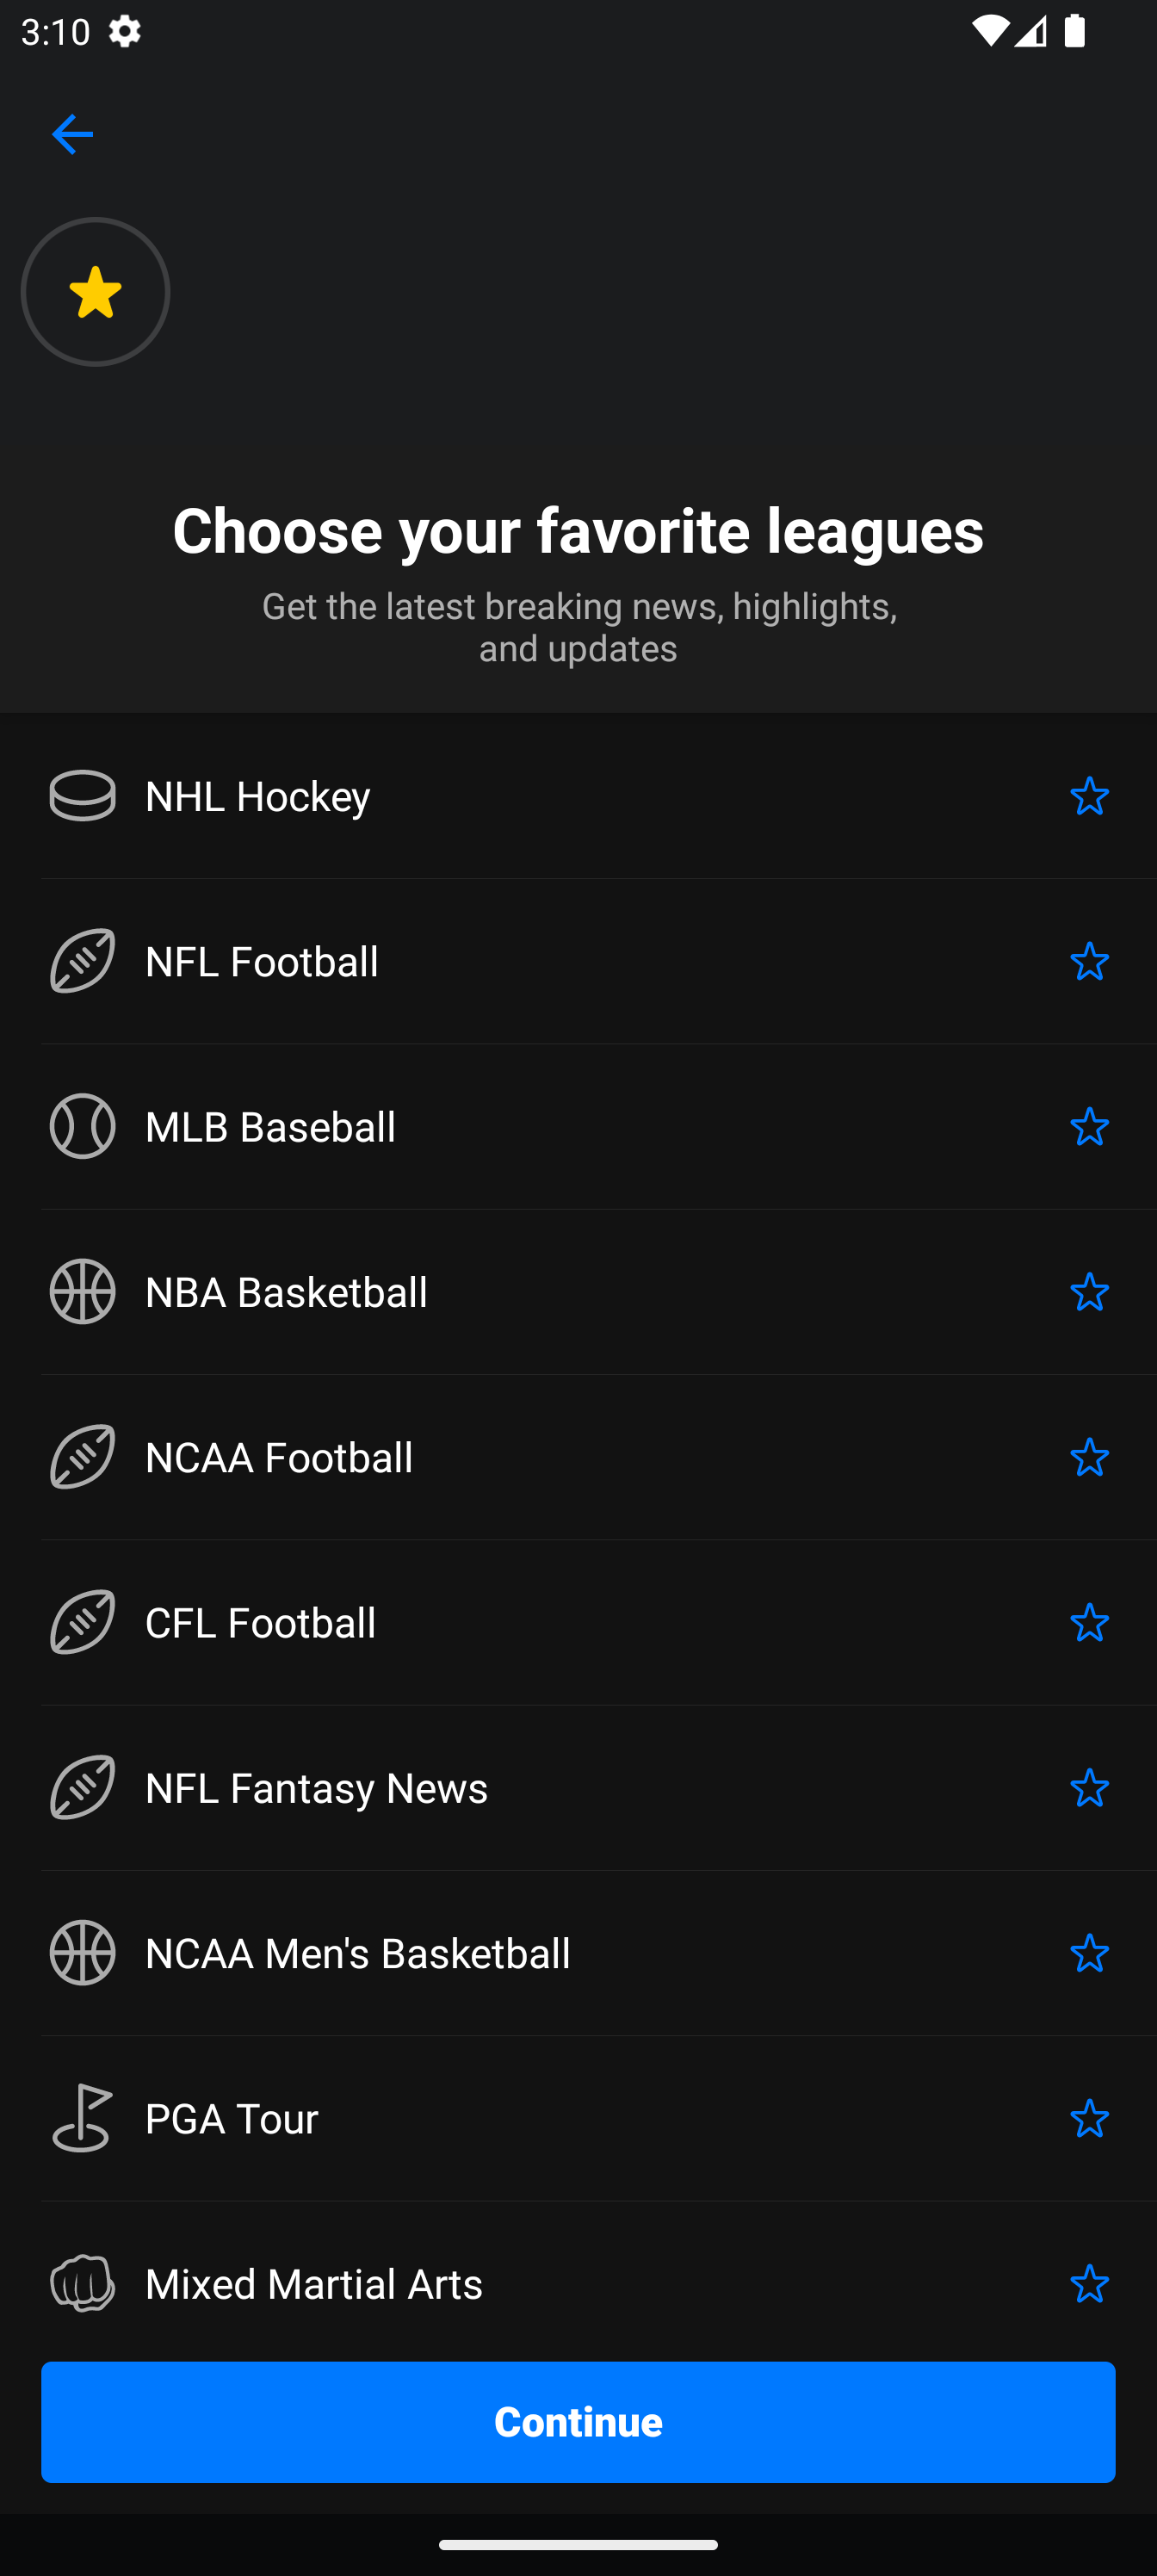 3:10
Choose your favorite leagues
Get the latest breaking news, highlights,
and updates
NHL Hockey
NFL Football
MLB Baseball
NBA Basketball
NCAA Football
CFL Football
NFL Fantasy News
NCAA Men's Basketball
PGA Tour
Mixed Martial Arts
Continue